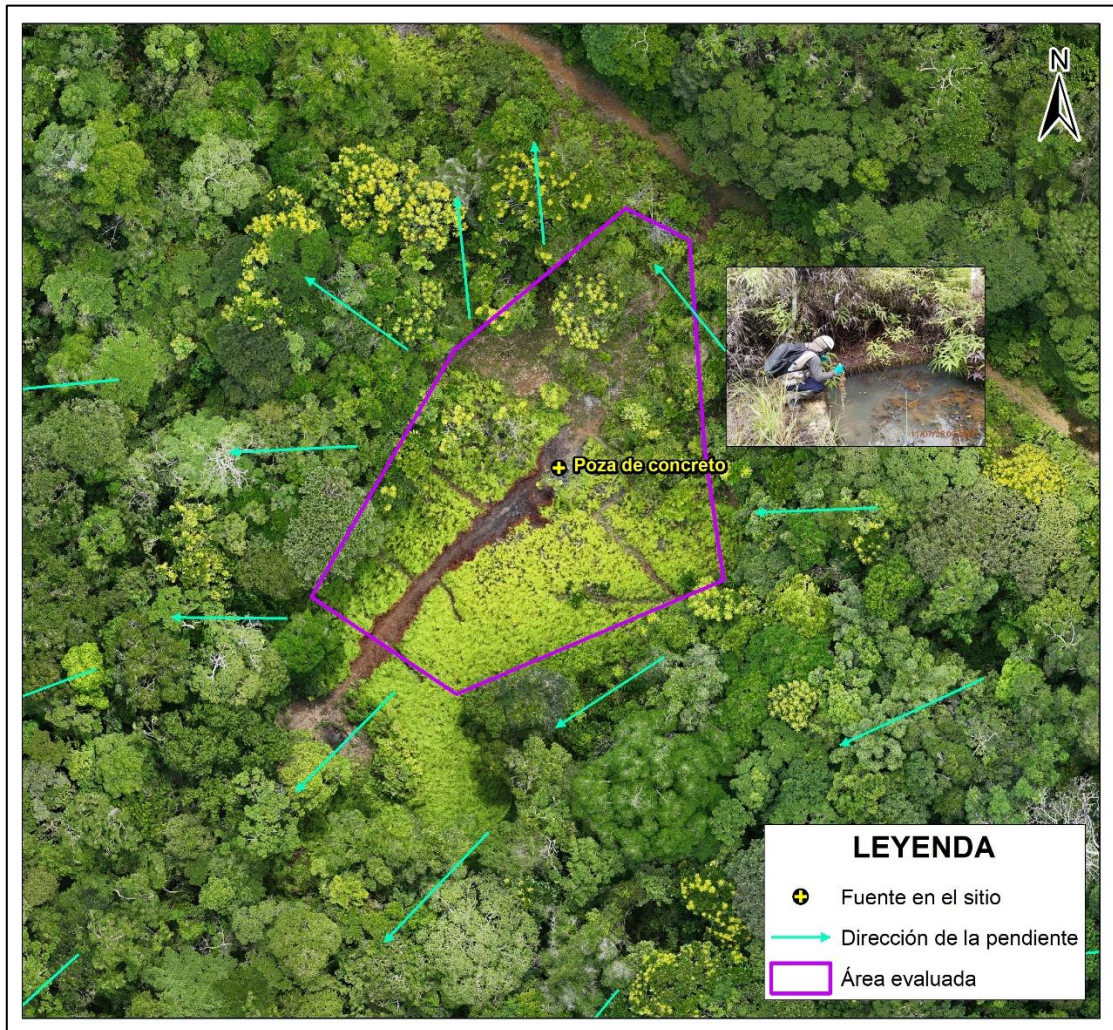 N
Poza de concreto
LEYENDA
Fuente en el sitio
Dirección de la pendiente
Área evaluada